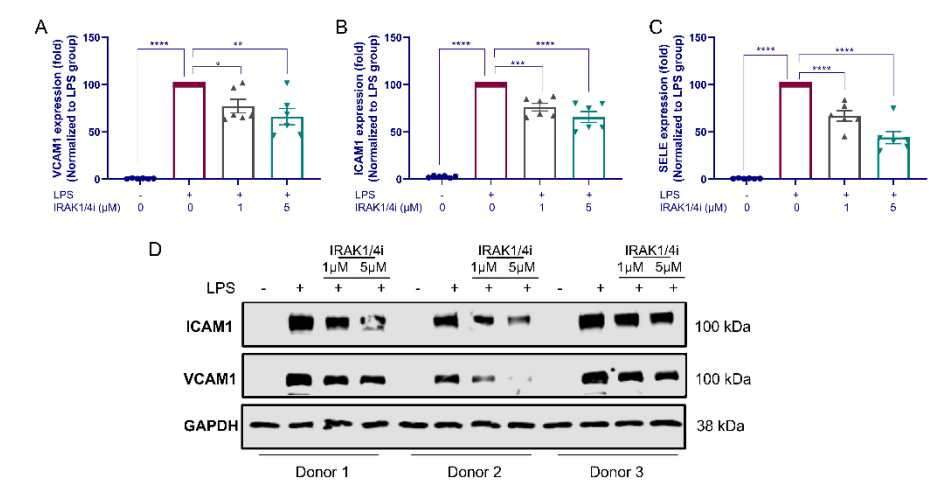 A
VCAM1 expression (fold)
(Normalized to LPS group)
150
100
50
0
****
**
*
LPS - + + +
IRAK1/4i (µM) 0 0 1 5
B
ICAM1 expression (fold)
(Normalized to LPS group)
150
100
50
0
****
****
***
LPS - + + +
IRAK1/4i (µM) 0 0 1 5
C
SELE expression (fold)
(Normalized to LPS group)
150
100
50
0
****
****
****
LPS - + + +
IRAK1/4i (µM) 0 0 1 5
D
IRAK1/4i IRAK1/4i IRAK1/4i
1µM 5µM 1µM 5µM 1µM 5µM
LPS - + + + - + + + - + + +
ICAM1 100 kDa
VCAM1 100 kDa
GAPDH 38 kDa
Donor 1 Donor 2 Donor 3